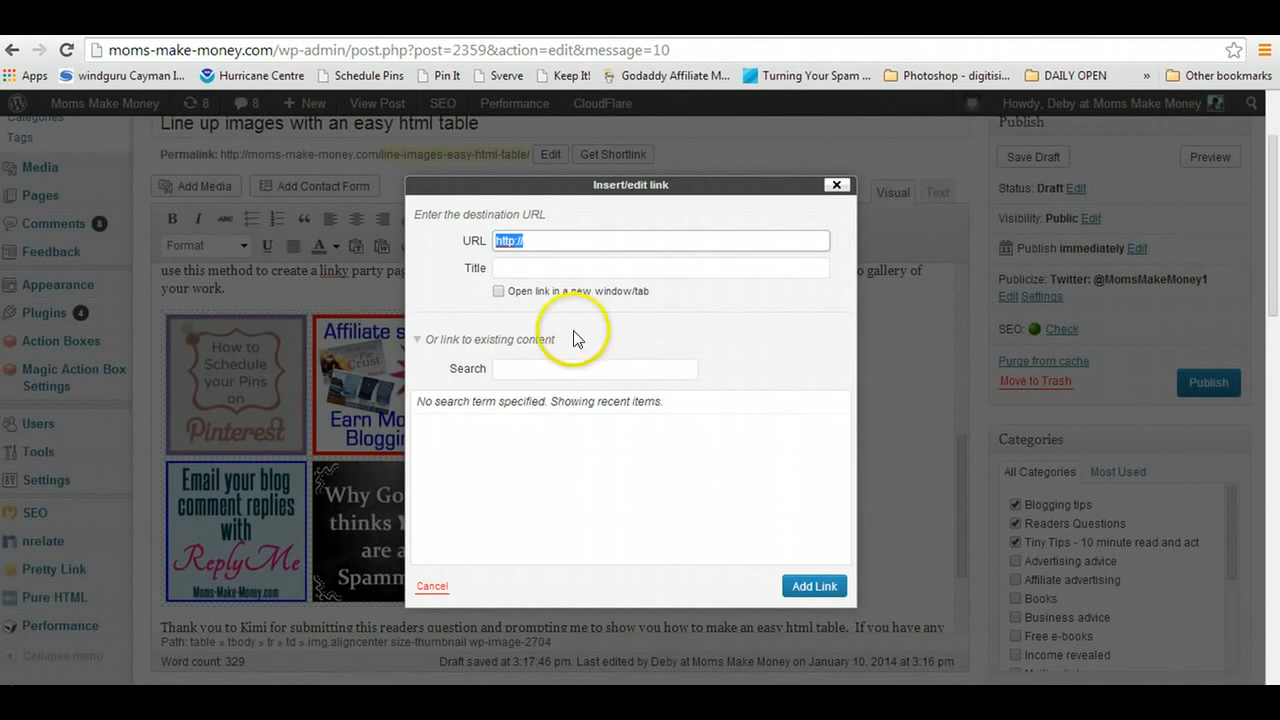 moms-make-money.com/wp-admin/post.php?post=2359&action=edit&message=10
Apps windguru Cayman I... Hurricane Centre Schedule Pins Pin It Sverve Keep It! Godaddy Affiliate M... Turning Your Spam ... Photoshop - digitisi... DAILY OPEN » Other bookmarks
Moms Make Money 8 8 + New View Post SEO Performance CloudFlare Howdy, Deby at Moms Make Money
Categories
Tags
Media
Pages
Comments 8
Feedback
Appearance
Plugins 4
Action Boxes
Magic Action Box
Settings
Users
Tools
Settings
SEO
nrelate
Pretty Link
Pure HTML
Performance
Collapse menu
Line up images with an easy html table
Permalink: http://moms-make-money.com/line-images-easy-html-table/ Edit Get Shortlink
Add Media Add Contact Form Visual Text
B I ABC
Format U A
use this method to create a linky party pag
o gallery of
your work.
How to
Schedule
your Pins
on
Pinterest
Affiliate s
Pie
Crust
Earn Mo
Bloggin
Email your blog
comment replies
with
ReplyMe
Moms-Make-Money.com
Why Go
thinks Y
are a
Spamm
Thank you to Kimi for submitting this readers question and prompting me to show you how to make an easy html table. If you have any
Path: table » tbody » tr » td » img.aligncenter size-thumbnail wp-image-2704
Word count: 329 Draft saved at 3:17:46 pm. Last edited by Deby at Moms Make Money on January 10, 2014 at 3:16 pm
Insert/edit link
Enter the destination URL
URL http://
Title
Open link in a new window/tab
Or link to existing content
Search
No search term specified. Showing recent items.
Cancel Add Link
Publish
Save Draft Preview
Status: Draft Edit
Visibility: Public Edit
Publish immediately Edit
Publicize: Twitter: @MomsMakeMoney1
Edit Settings
SEO: Check
Purge from cache
Move to Trash Publish
Categories
All Categories Most Used
Blogging tips
Readers Questions
Tiny Tips - 10 minute read and act
Advertising advice
Affiliate advertising
Books
Business advice
Free e-books
Income revealed